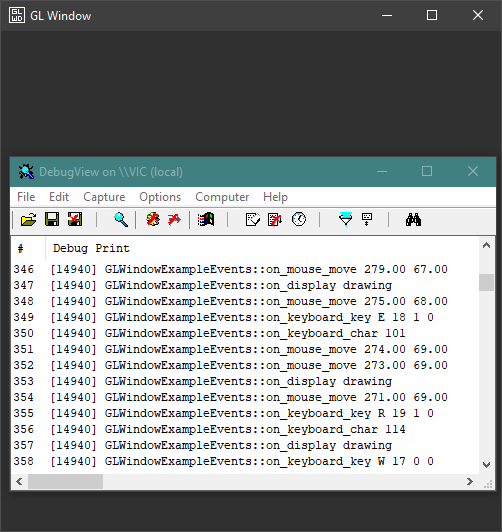 GL WD GL Window
DebugView on \\VIC (local)
File Edit Capture Options Computer Help
# Debug Print
346 [14940] GLWindowExampleEvents::on_mouse_move 279.00 67.00
347 [14940] GLWindowExampleEvents::on_display drawing
348 [14940] GLWindowExampleEvents::on_mouse_move 275.00 68.00
349 [14940] GLWindowExampleEvents::on_keyboard_key E 18 1 0
350 [14940] GLWindowExampleEvents::on_keyboard_char 101
351 [14940] GLWindowExampleEvents::on_mouse_move 274.00 69.00
352 [14940] GLWindowExampleEvents::on_mouse_move 273.00 69.00
353 [14940] GLWindowExampleEvents::on_display drawing
354 [14940] GLWindowExampleEvents::on_mouse_move 271.00 69.00
355 [14940] GLWindowExampleEvents::on_keyboard_key R 19 1 0
356 [14940] GLWindowExampleEvents::on_keyboard_char 114
357 [14940] GLWindowExampleEvents::on_display drawing
358 [14940] GLWindowExampleEvents::on_keyboard_key W 17 0 0